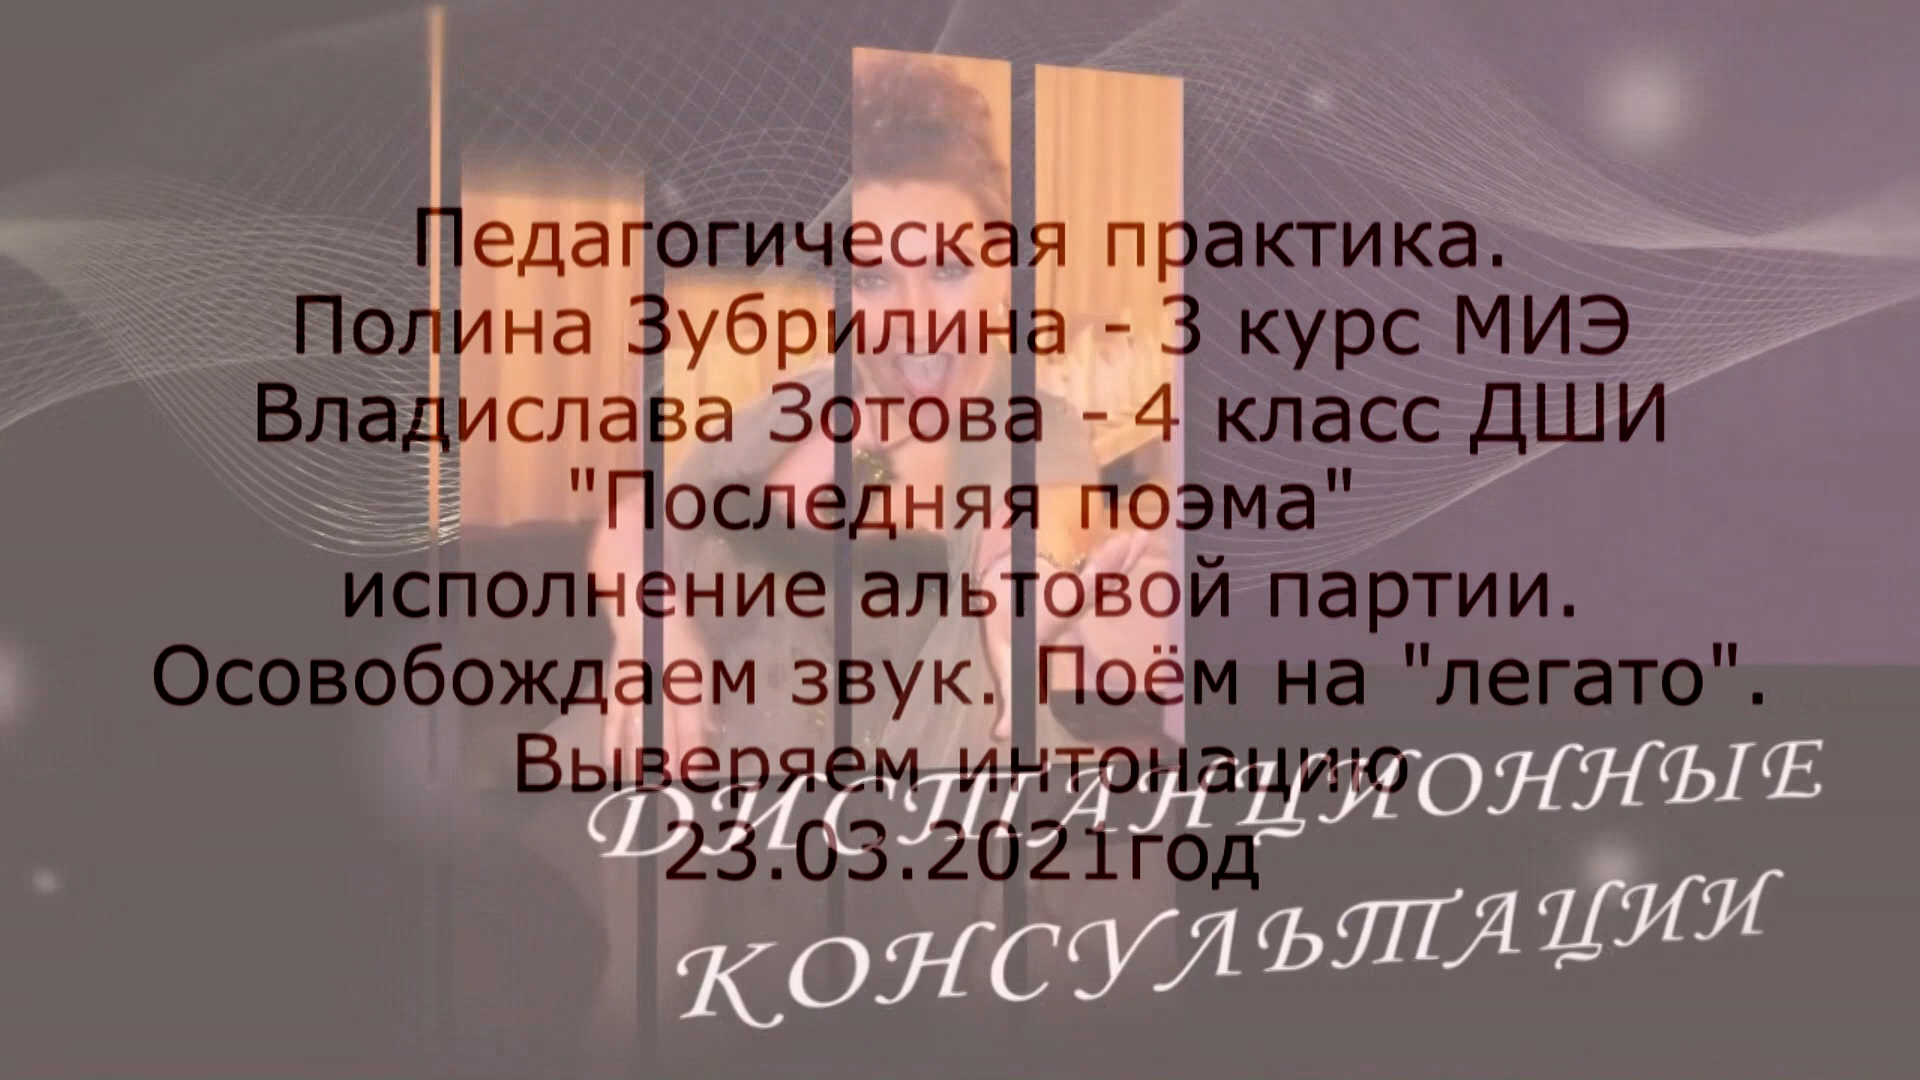 Педагогическая практика.
Полина Зубрилина - 3 курс МИЭ
Владислава Зотова - 4 класс ДШИ
"Последняя поэма"
исполнение альтовой партии.
Осовобождаем звук. Поём на "легато".
Выверяем интонацию
23.03.2021год
ДИСТАНЦИОННЫЕ
КОНСУЛЬТАЦИИ